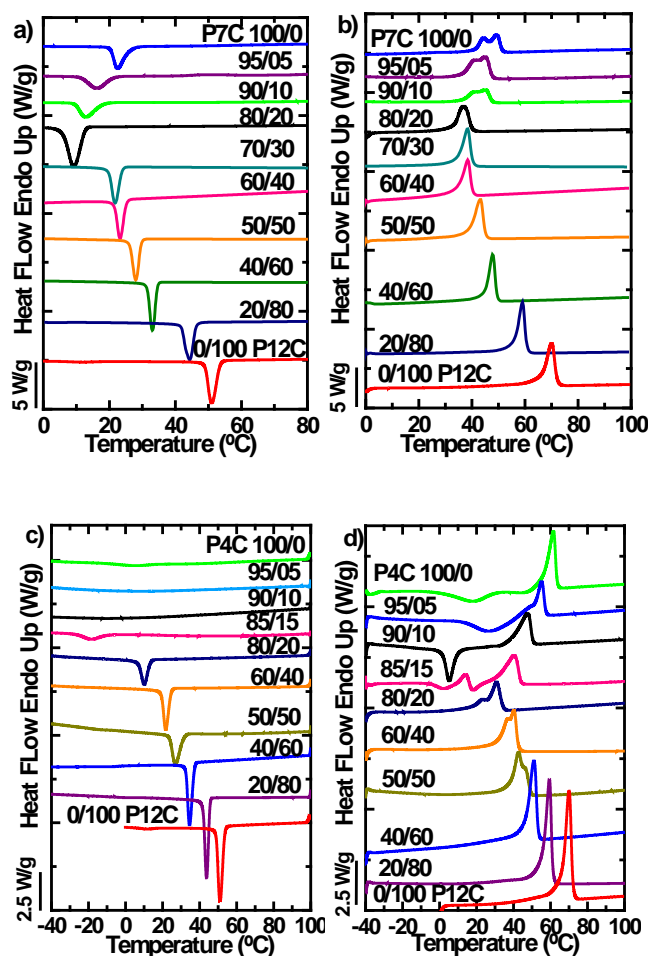 a)
P7C 100/0
95/05
90/10
80/20
70/30
60/40
50/50
40/60
20/80
0/100 P12C
Heat FLow Endo Up (W/g)
5 W/g
0 20 40 60 80
Temperature (ºC)
b)
P7C 100/0
95/05
90/10
80/20
70/30
60/40
50/50
40/60
20/80
0/100 P12C
Heat FLow Endo Up (W/g)
5 W/g
0 20 40 60 80 100
Temperature (ºC)
c)
P4C 100/0
95/05
90/10
85/15
80/20
60/40
50/50
40/60
20/80
0/100 P12C
Heat FLow Endo Up (W/g)
2.5 W/g
-40 -20 0 20 40 60 80 100
Temperature (ºC)
d)
P4C 100/0
95/05
90/10
85/15
80/20
60/40
50/50
40/60
20/80
0/100 P12C
Heat FLow Endo Up (W/g)
2.5 W/g
-40 -20 0 20 40 60 80 100
Temperature (ºC)